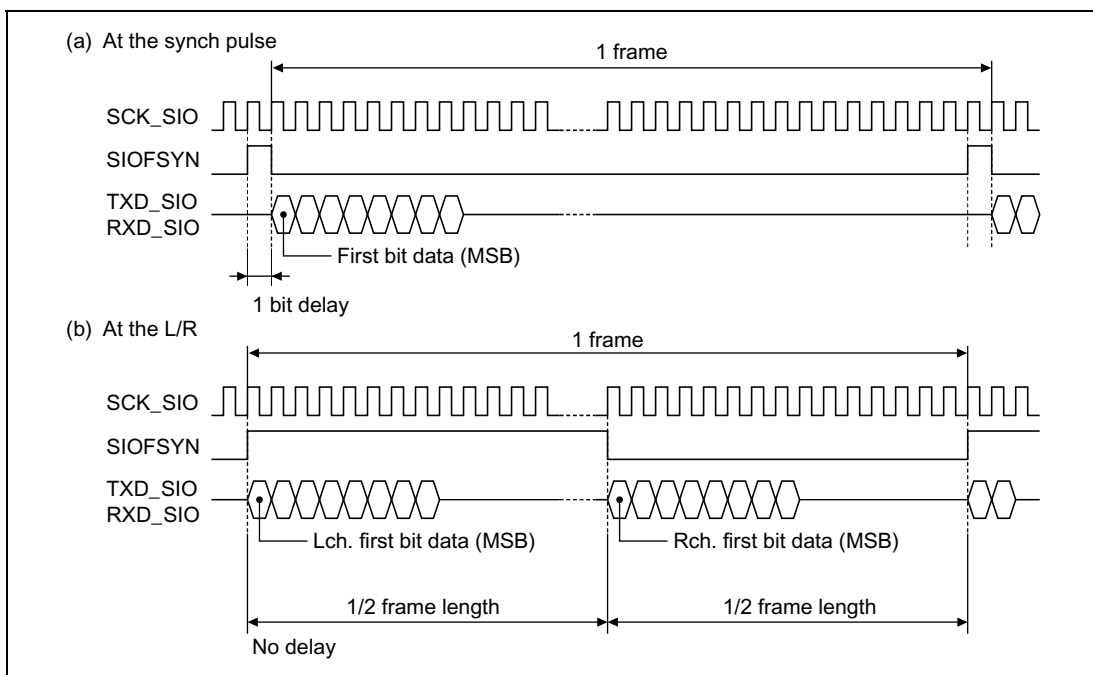 (a) At the synch pulse
1 frame
SCK_SIO
SIOFSYN
TXD_SIO
RXD_SIO
First bit data (MSB)
1 bit delay
(b) At the L/R
1 frame
SCK_SIO
SIOFSYN
TXD_SIO
RXD_SIO
Lch. first bit data (MSB)
Rch. first bit data (MSB)
1/2 frame length
1/2 frame length
No delay